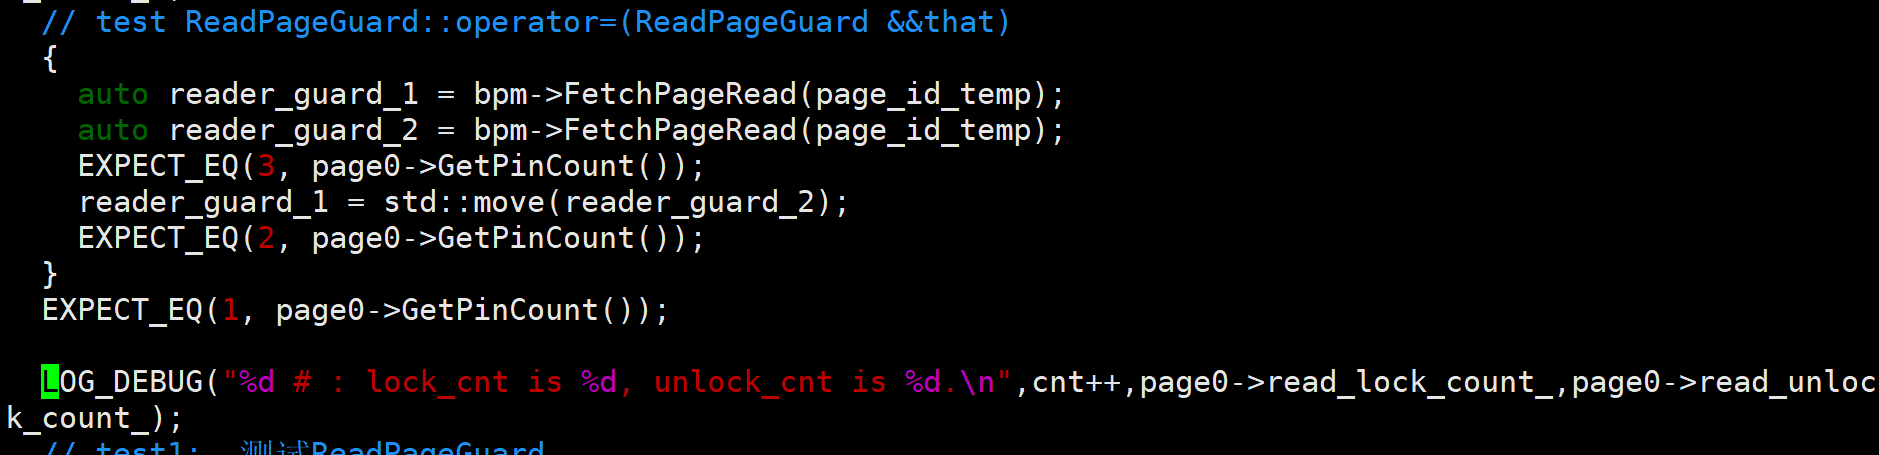 // test ReadPageGuard::operator=(ReadPageGuard &&that)
{
auto reader_guard_1 = bpm->FetchPageRead(page_id_temp);
auto reader_guard_2 = bpm->FetchPageRead(page_id_temp);
EXPECT_EQ(3, page0->GetPinCount());
reader_guard_1 = std::move(reader_guard_2);
EXPECT_EQ(2, page0->GetPinCount());
}
EXPECT_EQ(1, page0->GetPinCount());
LOG_DEBUG("%d # : lock_cnt is %d, unlock_cnt is %d.\n",cnt++,page0->read_lock_count_,page0->read_unloc
k_count_);
// test1: 测试ReadPageGuard